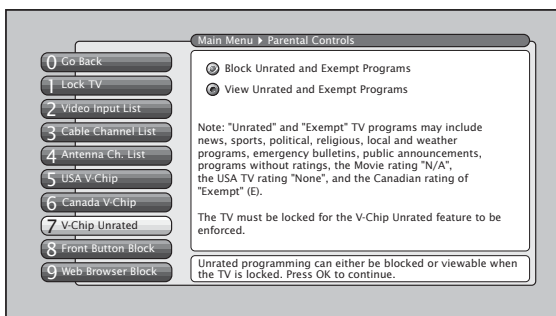 Main Menu ▶ Parental Controls
0 Go Back
1 Lock TV
2 Video Input List
3 Cable Channel List
4 Antenna Ch. List
5 USA V-Chip
6 Canada V-Chip
7 V-Chip Unrated
8 Front Button Block
9 Web Browser Block
Block Unrated and Exempt Programs
View Unrated and Exempt Programs
Note: "Unrated" and "Exempt" TV programs may include
news, sports, political, religious, local and weather
programs, emergency bulletins, public announcements,
programs without ratings, the Movie rating "N/A",
the USA TV rating "None", and the Canadian rating of
"Exempt" (E).
The TV must be locked for the V-Chip Unrated feature to be
enforced.
Unrated programming can either be blocked or viewable when
the TV is locked. Press OK to continue.